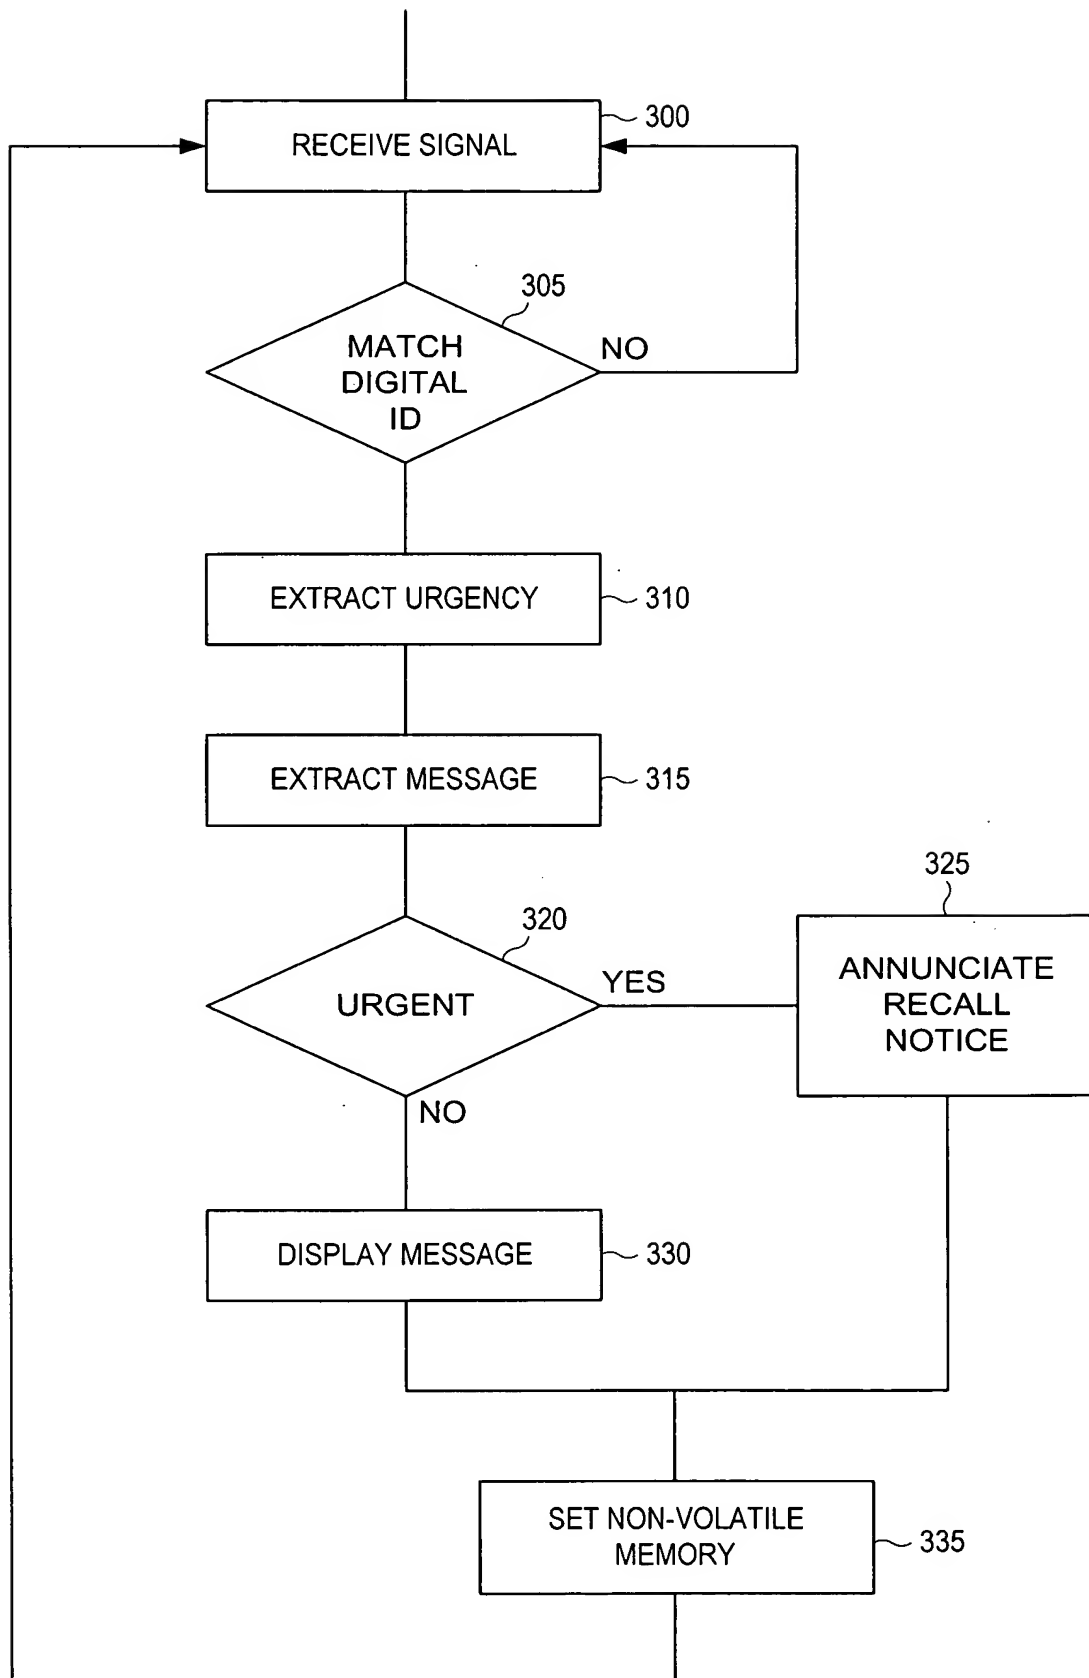 300
RECEIVE SIGNAL
305
MATCH
DIGITAL
ID
NO
EXTRACT URGENCY
310
EXTRACT MESSAGE
315
320
URGENT
YES
325
ANNUNCIATE
RECALL
NOTICE
NO
DISPLAY MESSAGE
330
SET NON-VOLATILE
MEMORY
335